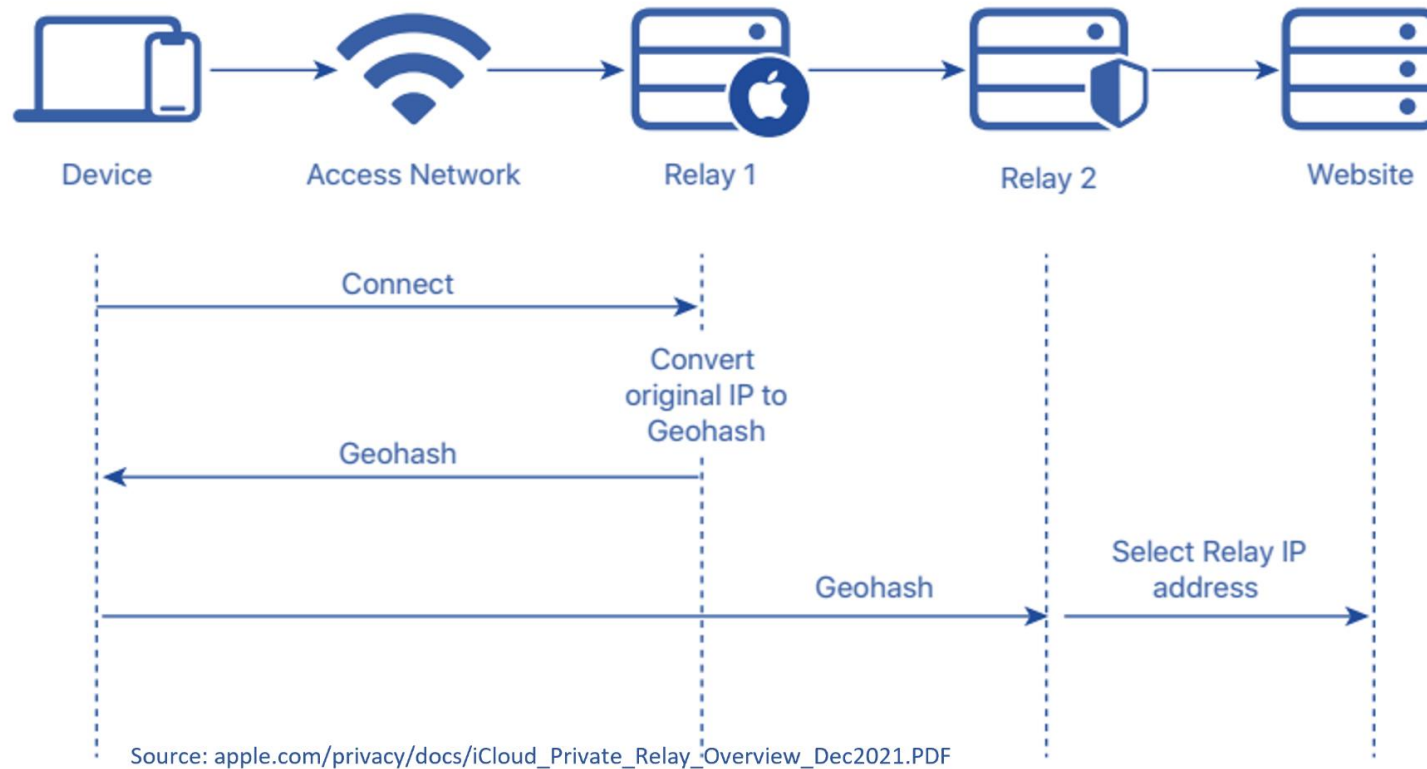 Device
Access Network
Relay 1
Relay 2
Website
Connect
Convert
original IP to
Geohash
Geohash
Geohash
Select Relay IP
address
Source: apple.com/privacy/docs/iCloud_Private_Relay_Overview_Dec2021.PDF